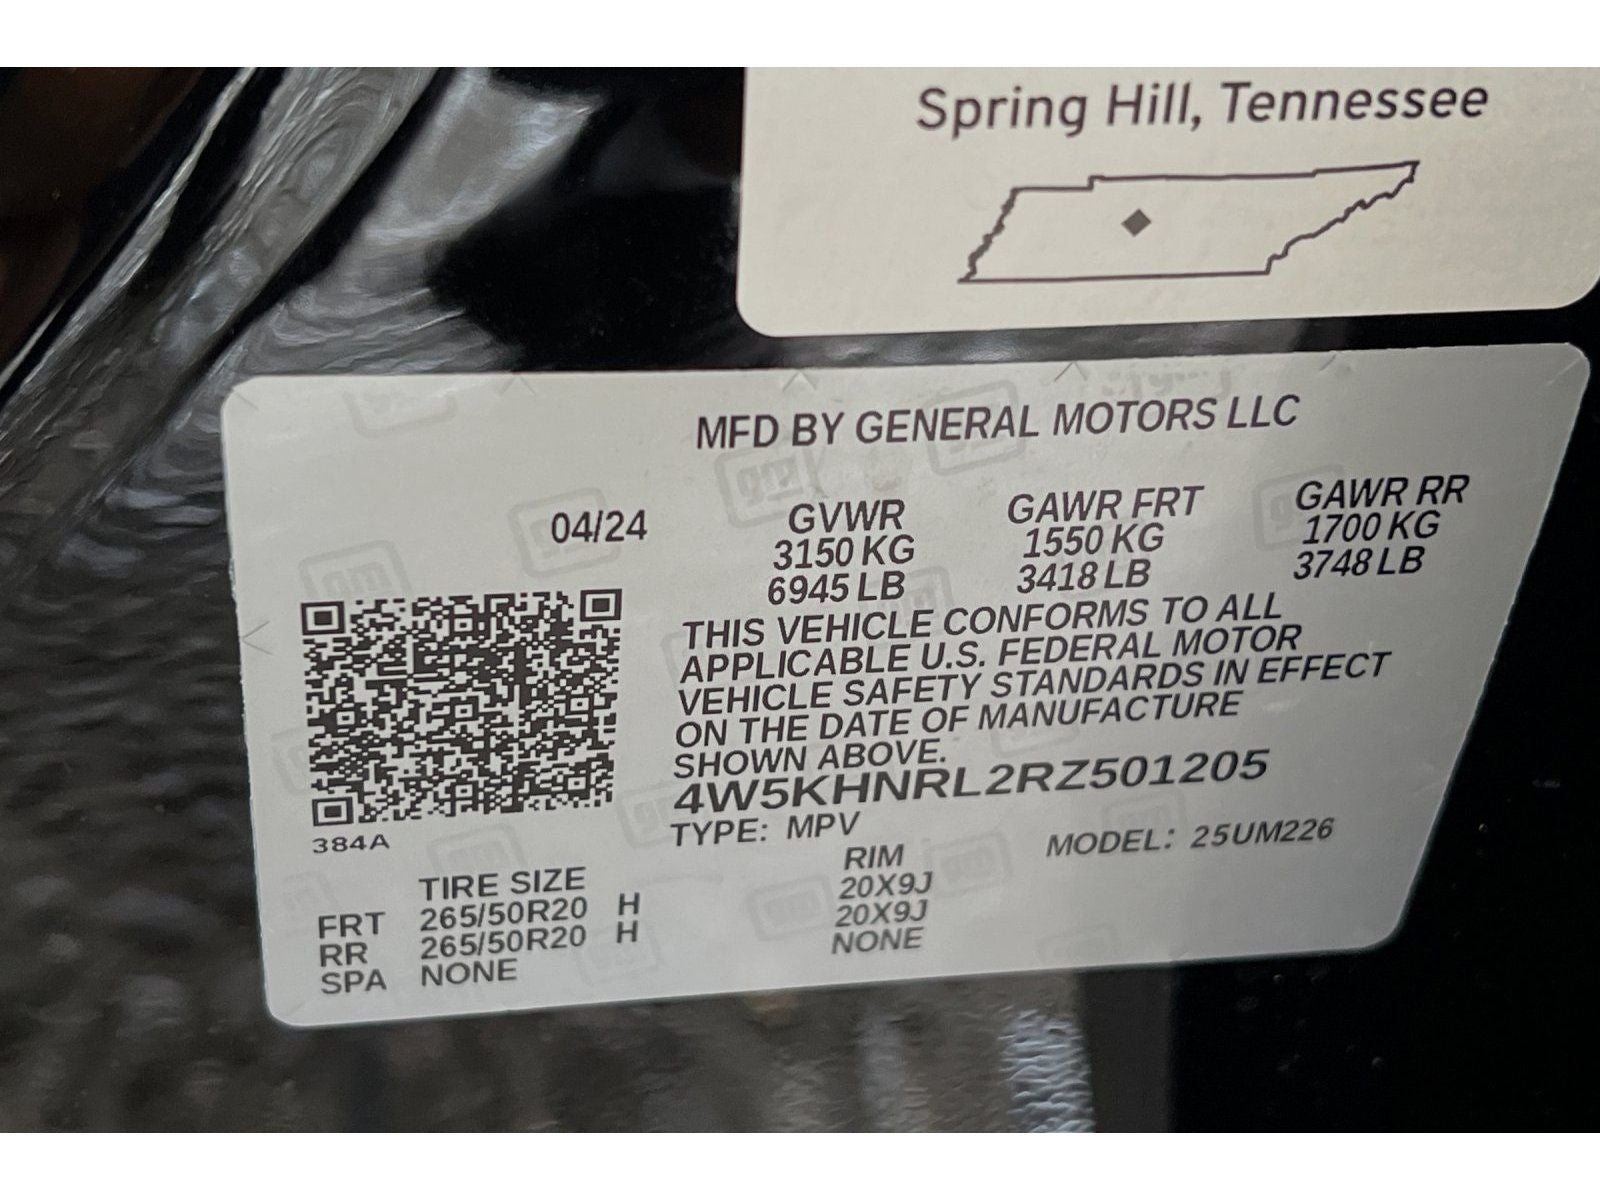 Spring Hill, Tennessee
MFD BY GENERAL MOTORS LLC
04/24 GVWR GAWR FRT GAWR RR
3150 KG 1550 KG 1700 KG
6945 LB 3418 LB 3748 LB
THIS VEHICLE CONFORMS TO ALL
APPLICABLE U.S. FEDERAL MOTOR
VEHICLE SAFETY STANDARDS IN EFFECT
ON THE DATE OF MANUFACTURE
SHOWN ABOVE.
4W5KHNRL2RZ501205
TYPE: MPV MODEL: 25UM226
384A
TIRE SIZE RIM
FRT 265/50R20 H 20X9J
RR 265/50R20 H 20X9J
SPA NONE NONE